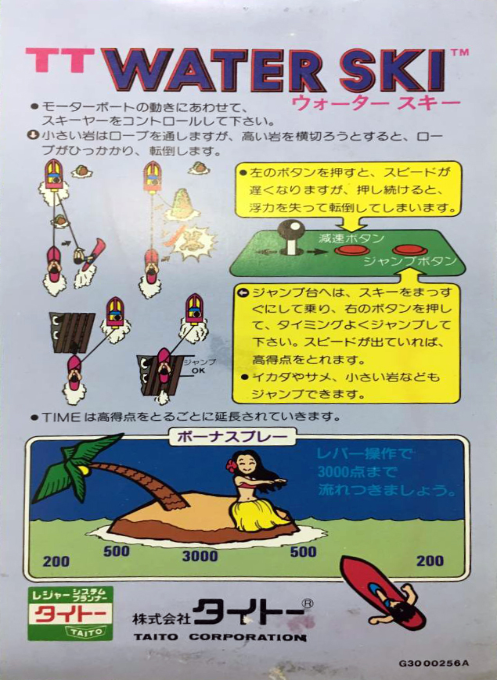 TT WATER SKI TM
ウォーター スキー
●モーターボートの動きにあわせて、
スキーヤーをコントロールして下さい。
小さい岩はロープを通しますが、高い岩を横切ろうとすると、ロー
プがひっかかり、転倒します。
●左のボタンを押すと、スピードが
遅くなりますが、押し続けると、
浮力を失って転倒してしまいます。
減速ボタン
ジャンプボタン
ジャンプ台へは、スキーをまっす
ぐにして乗り、右のボタンを押し
て、タイミングよくジャンプして
下さい。スピードが出ていれば、
高得点をとれます。
●イカダやサメ、小さい岩なども
ジャンプできます。
ジャンプ
OK
●TIMEは高得点をとるごとに延長されていきます。
ボーナスプレー
レバー操作で
3000点まで
流れつきましょう。
200 500 3000 500 200
レジャーシステム
プランナー
タイトー
TAITO
株式会社タイトー®
TAITO CORPORATION
G3000256A